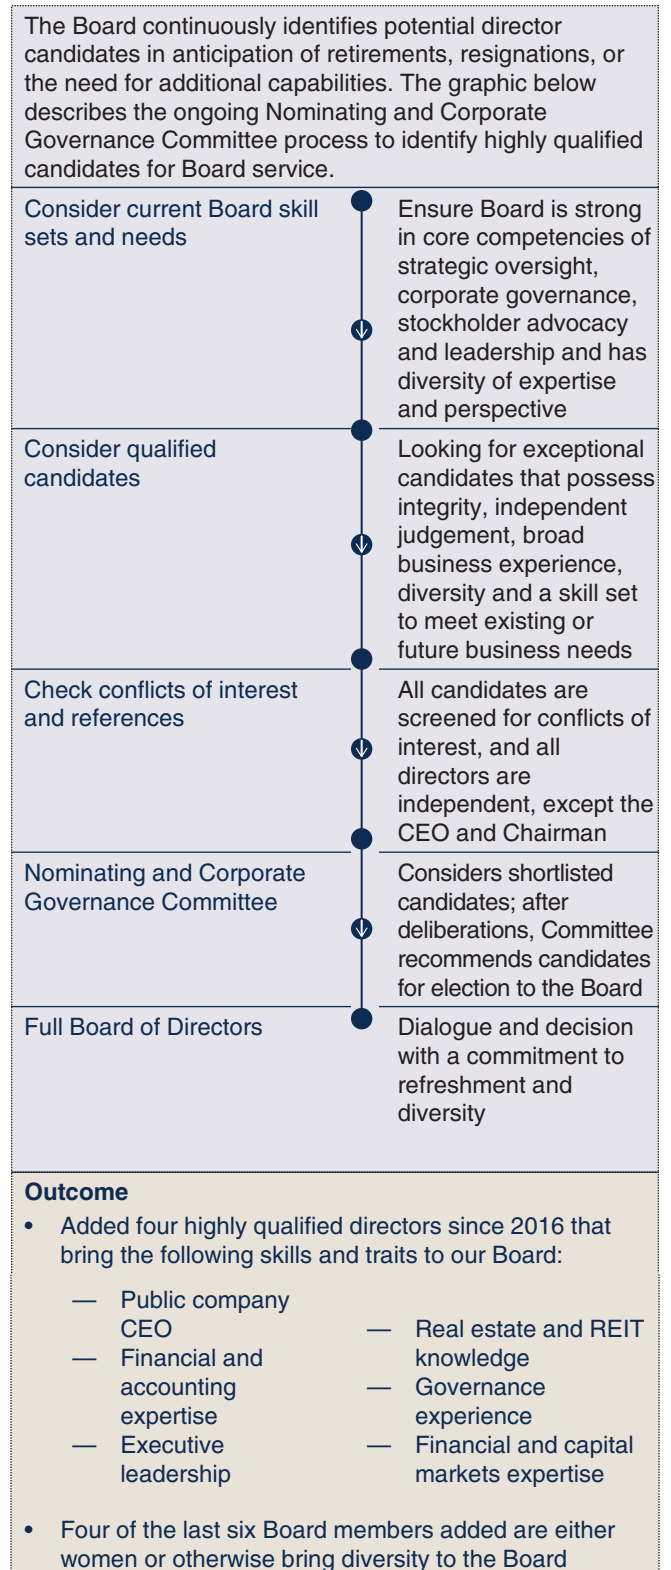 The Board continuously identifies potential director
candidates in anticipation of retirements, resignations, or
the need for additional capabilities. The graphic below
describes the ongoing Nominating and Corporate
Governance Committee process to identify highly qualified
candidates for Board service.
Consider current Board skill
sets and needs
Ensure Board is strong
in core competencies of
strategic oversight,
corporate governance,
stockholder advocacy
and leadership and has
diversity of expertise
and perspective
Consider qualified
candidates
Looking for exceptional
candidates that possess
integrity, independent
judgement, broad
business experience,
diversity and a skill set
to meet existing or
future business needs
Check conflicts of interest
and references
All candidates are
screened for conflicts of
interest, and all
directors are
independent, except the
CEO and Chairman
Nominating and Corporate
Governance Committee
Considers shortlisted
candidates; after
deliberations, Committee
recommends candidates
for election to the Board
Full Board of Directors
Dialogue and decision
with a commitment to
refreshment and
diversity
Outcome
• Added four highly qualified directors since 2016 that
bring the following skills and traits to our Board:
— Public company
CEO
— Financial and
accounting
expertise
— Executive
leadership
— Real estate and REIT
knowledge
— Governance
experience
— Financial and capital
markets expertise
• Four of the last six Board members added are either
women or otherwise bring diversity to the Board